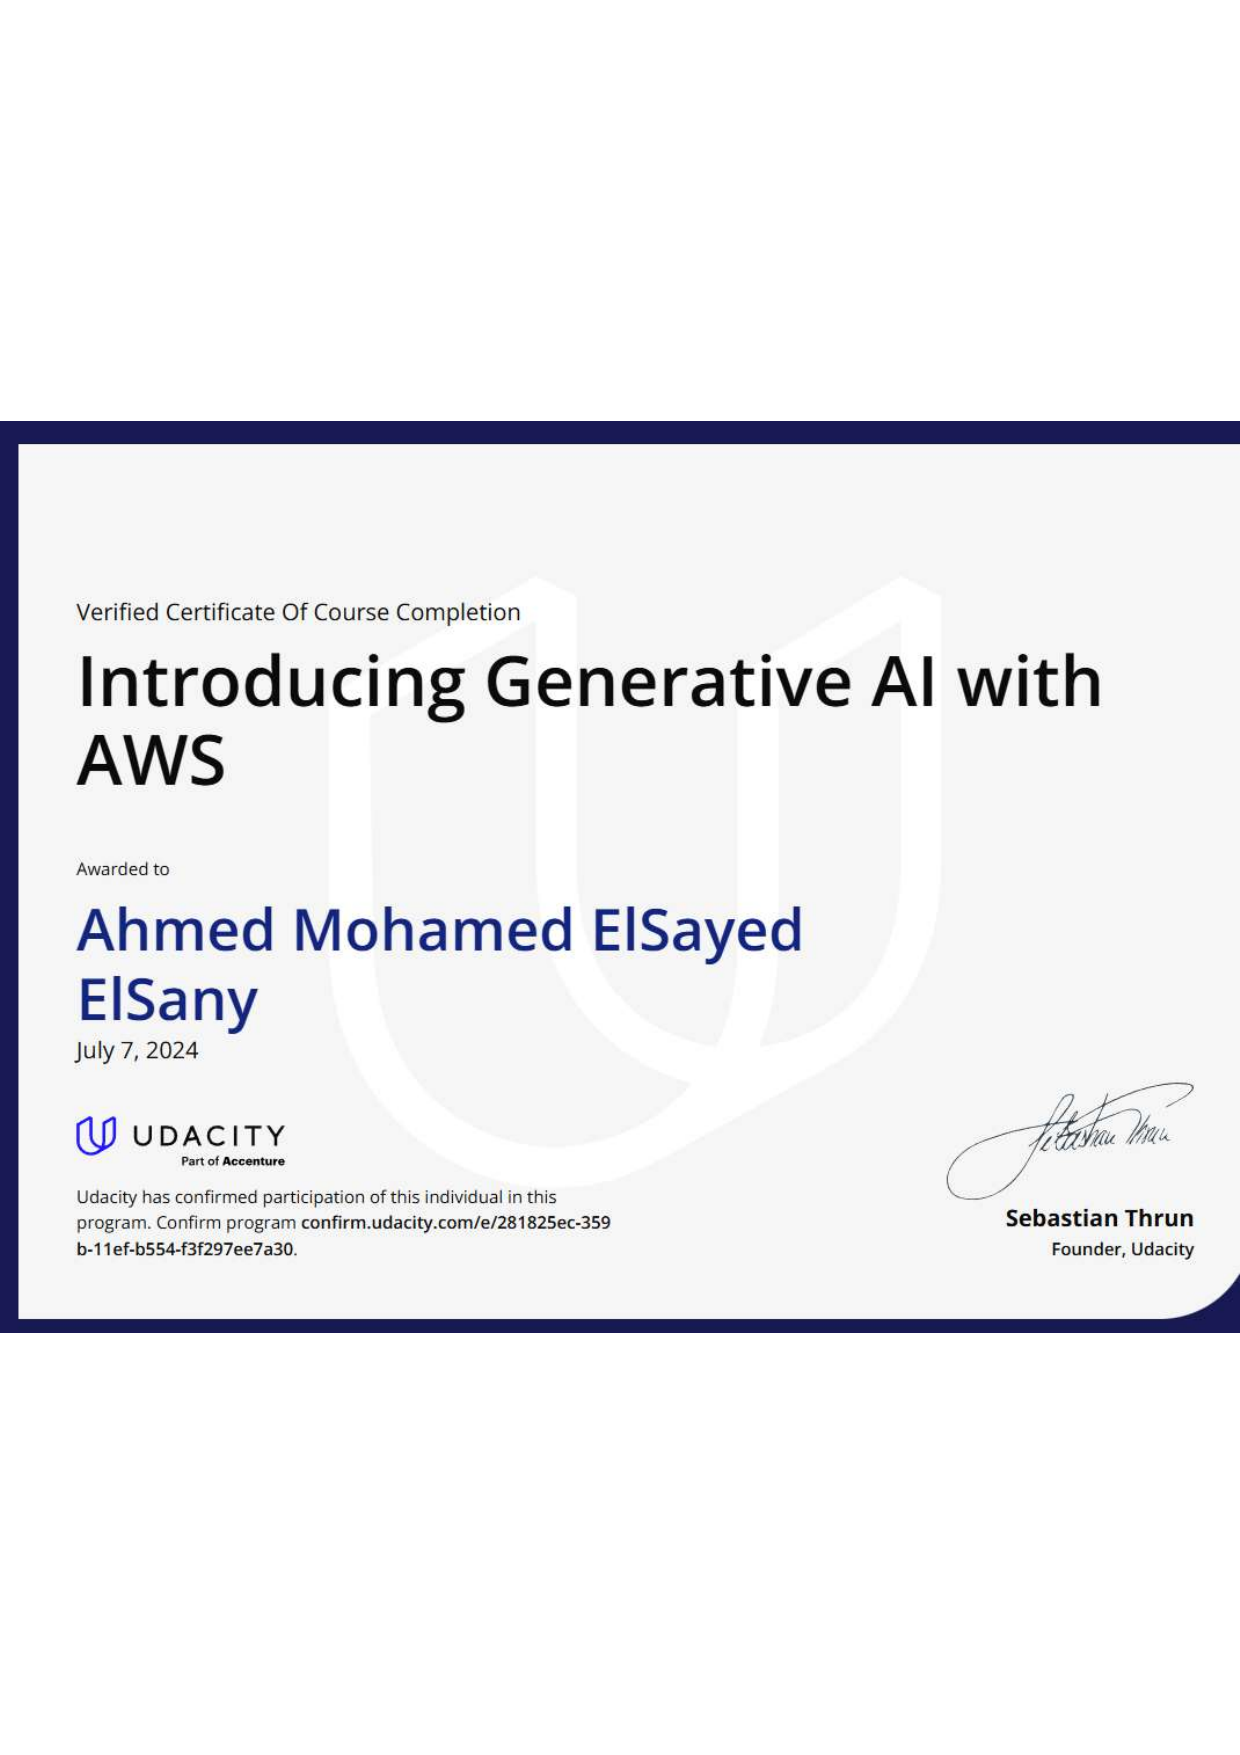 Verified Certificate Of Course Completion
Introducing Generative AI with
AWS
Awarded to
Ahmed Mohamed ElSayed
ElSany
July 7, 2024
UDACITY
Part of Accenture
Udacity has confirmed participation of this individual in this
program. Confirm program confirm.udacity.com/e/281825ec-359
b-11ef-b554-f3f297ee7a30.
Sebastian Thrun
Sebastian Thrun
Founder, Udacity